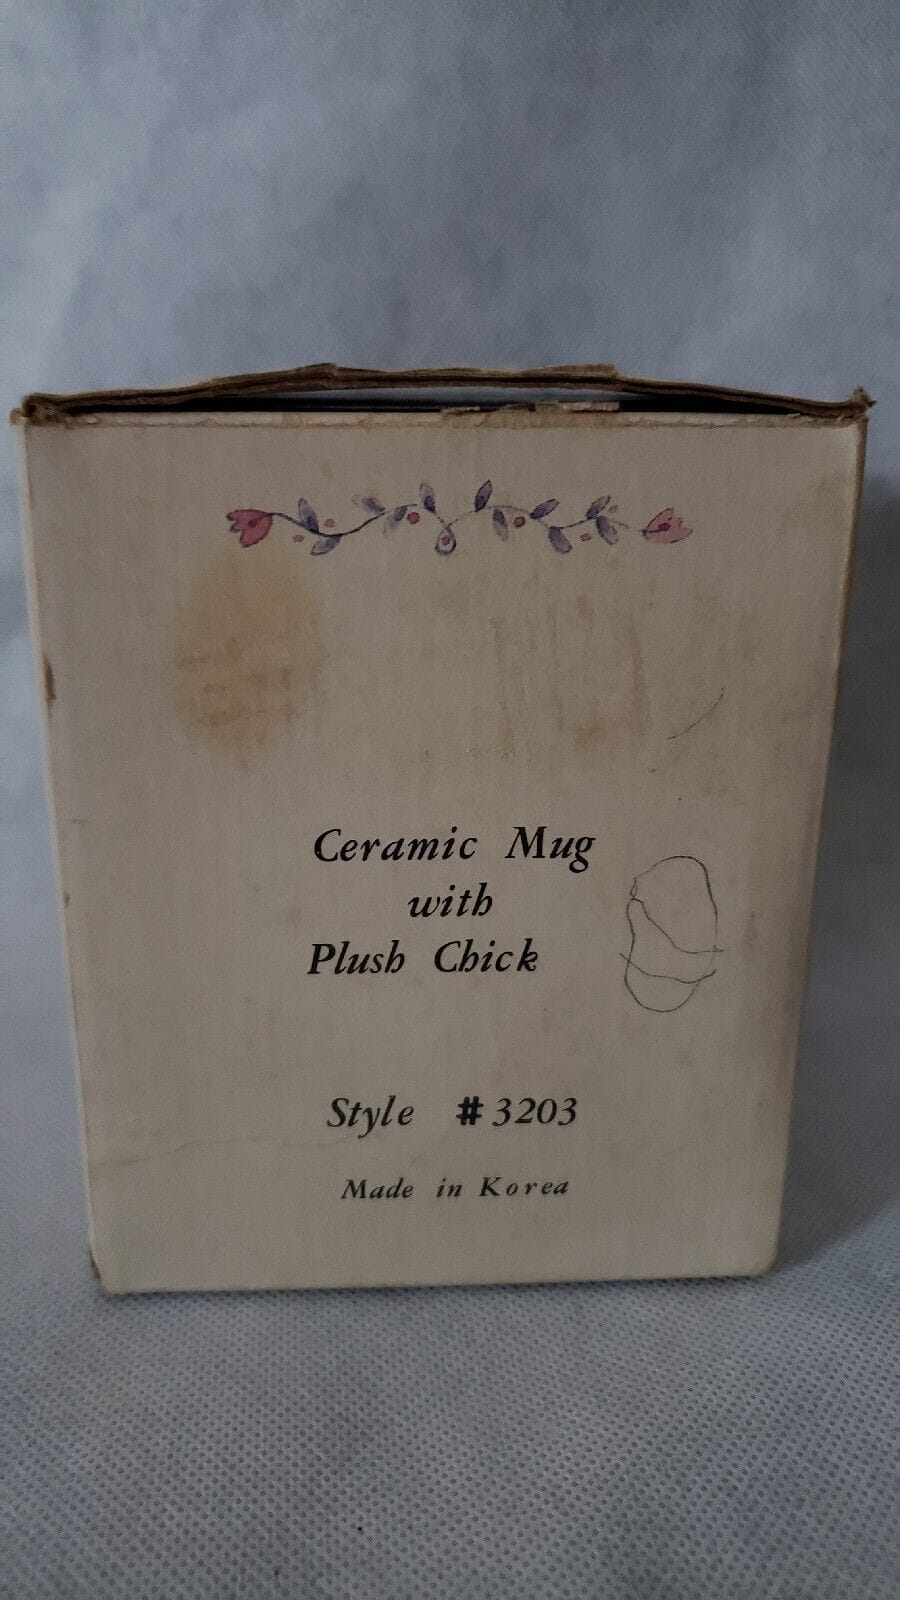 Ceramic Mug
with
Plush Chick
Style #3203
Made in Korea